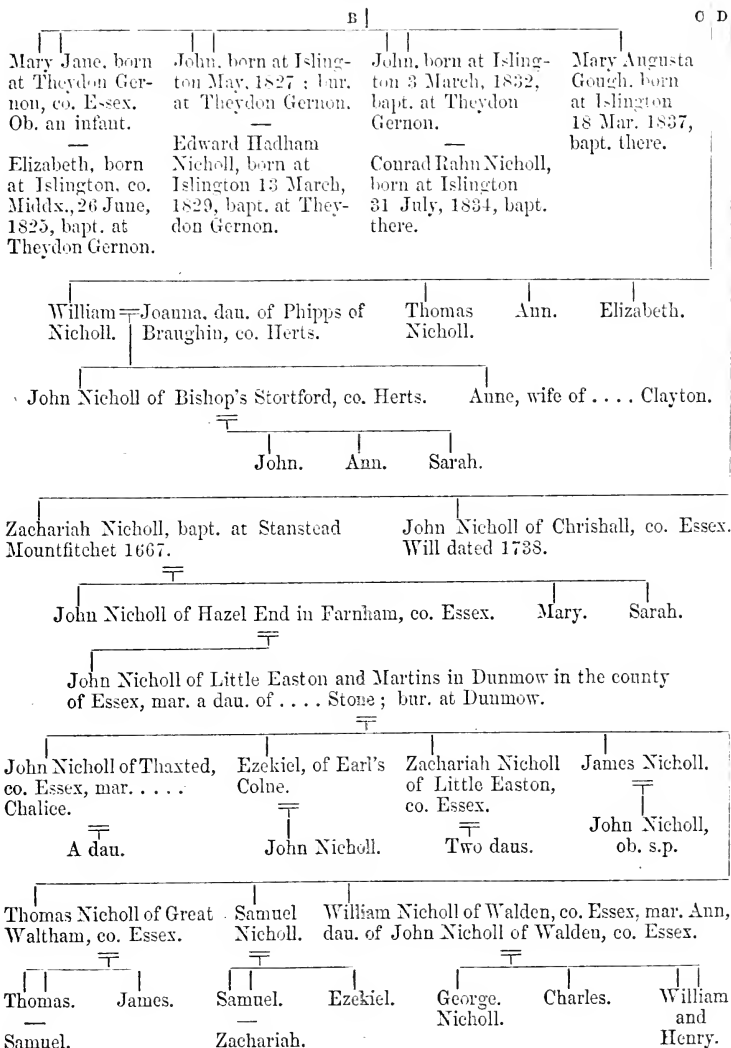 B C D
Mary Jane, born
at Theydon Ger-
non, co. Essex.
Ob. an infant.
—
Elizabeth, born
at Islington, co.
Middx., 26 June,
1825, bapt. at
Theydon Gernon.
John, born at Isling-
ton May, 1827 ; bur.
at Theydon Gernon.
—
Edward Hadham
Nicholl, born at
Islington 13 March,
1829, bapt. at They-
don Gernon.
John, born at Isling-
ton 3 March, 1832,
bapt. at Theydon
Gernon.
—
Conrad Rahn Nicholl,
born at Islington
31 July, 1834, bapt.
there.
Mary Augusta
Gough, born
at Islington
18 Mar. 1837,
bapt. there.
William = Joanna, dau. of Phipps of
Nicholl. Braughin, co. Herts.
Thomas
Nicholl.
Ann.
Elizabeth.
John Nicholl of Bishop's Stortford, co. Herts.
Anne, wife of . . . . Clayton.
John. Ann. Sarah.
Zachariah Nicholl, bapt. at Stanstead
Mountfitchet 1667.
John Nicholl of Chrishall, co. Essex.
Will dated 1738.
John Nicholl of Hazel End in Farnham, co. Essex. Mary. Sarah.
John Nicholl of Little Easton and Martins in Dunmow in the county
of Essex, mar. a dau. of . . . . Stone ; bur. at Dunmow.
John Nicholl of Thaxted,
co. Essex, mar. . . . . .
Chalice.
A dau.
Ezekiel, of Earl's
Colne.
John Nicholl.
Zachariah Nicholl
of Little Easton,
co. Essex.
Two daus.
James Nicholl.
John Nicholl,
ob. s.p.
Thomas Nicholl of Great
Waltham, co. Essex.
Samuel
Nicholl.
William Nicholl of Walden, co. Essex, mar. Ann,
dau. of John Nicholl of Walden, co. Essex.
Thomas.
—
Samuel.
James.
Samuel.
—
Zachariah.
Ezekiel.
George.
Nicholl.
Charles.
William
and
Henry.